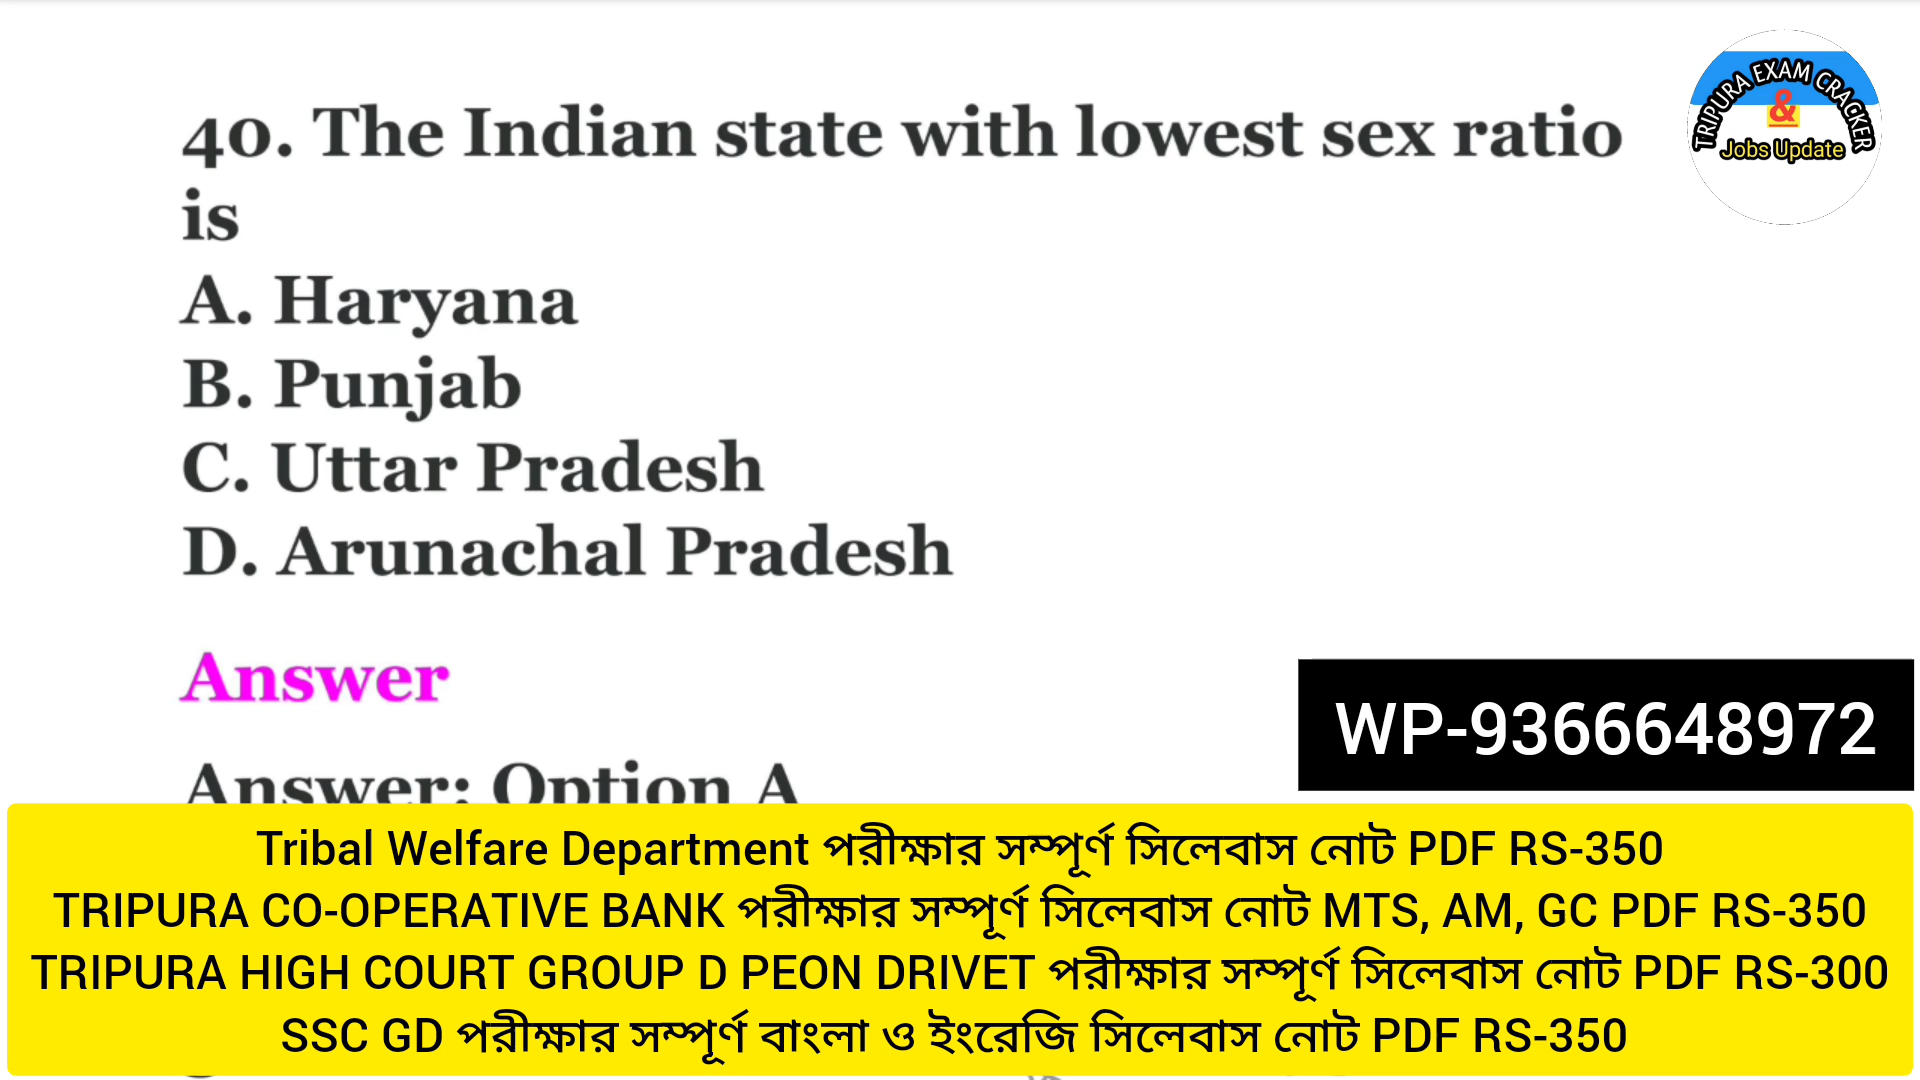 40. The Indian state with lowest sex ratio
is
A. Haryana
B. Punjab
C. Uttar Pradesh
D. Arunachal Pradesh
Answer
Answer: Option A
TRIPURA EXAM CRACKER
&
Jobs Update
WP-9366648972
Tribal Welfare Department পরীক্ষার সম্পূর্ণ সিলেবাস নোট PDF RS-350
TRIPURA CO-OPERATIVE BANK পরীক্ষার সম্পূর্ণ সিলেবাস নোট MTS, AM, GC PDF RS-350
TRIPURA HIGH COURT GROUP D PEON DRIVET পরীক্ষার সম্পূর্ণ সিলেবাস নোট PDF RS-300
SSC GD পরীক্ষার সম্পূর্ণ বাংলা ও ইংরেজি সিলেবাস নোট PDF RS-350